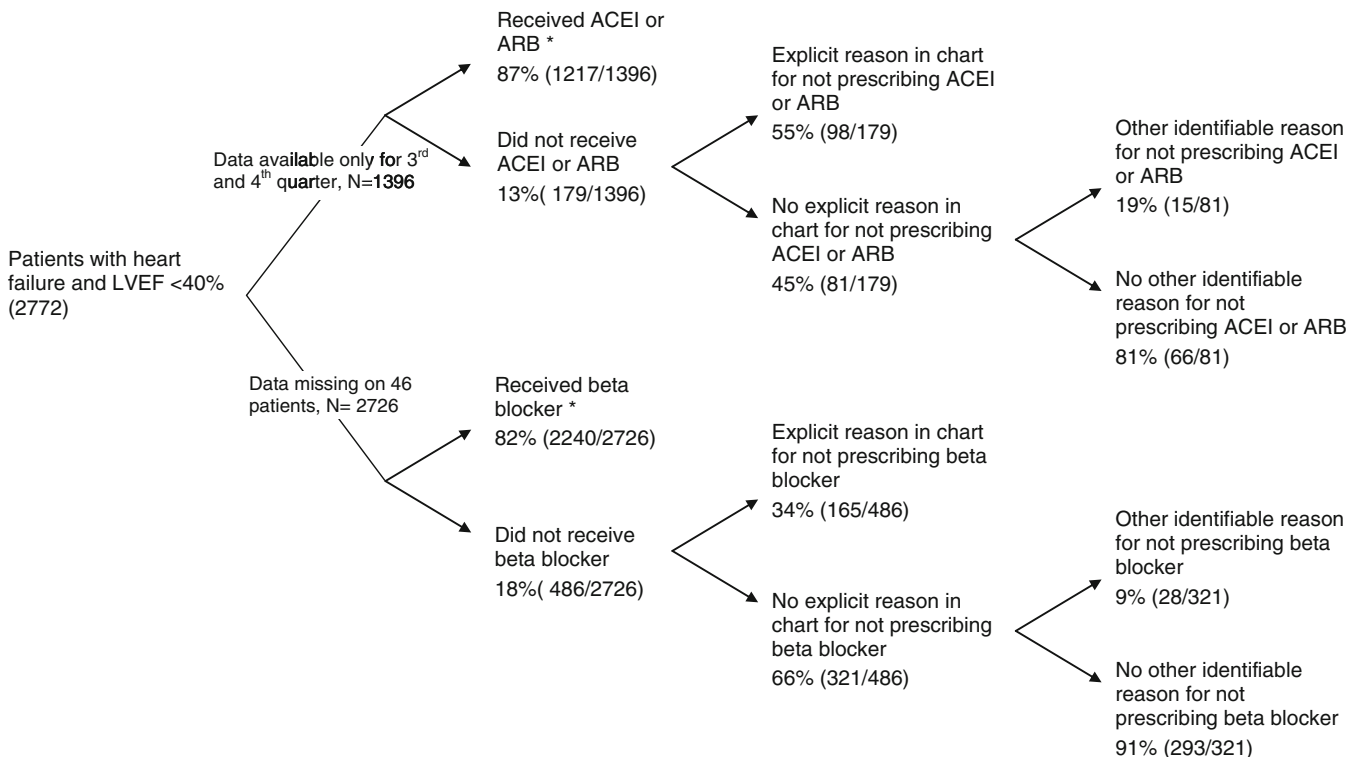 Patients with heart
failure and LVEF <40%
(2772)
Data available only for 3rd
and 4th quarter, N=1396
Received ACEI or
ARB *
87% (1217/1396)
Did not receive
ACEI or ARB
13%( 179/1396)
Explicit reason in chart
for not prescribing ACEI
or ARB
55% (98/179)
No explicit reason in
chart for not prescribing
ACEI or ARB
45% (81/179)
Other identifiable reason
for not prescribing ACEI
or ARB
19% (15/81)
No other identifiable
reason for not
prescribing ACEI or ARB
81% (66/81)
Data missing on 46
patients, N= 2726
Received beta
blocker *
82% (2240/2726)
Did not receive
beta blocker
18%( 486/2726)
Explicit reason in chart
for not prescribing beta
blocker
34% (165/486)
No explicit reason in
chart for not prescribing
beta blocker
66% (321/486)
Other identifiable reason
for not prescribing beta
blocker
9% (28/321)
No other identifiable
reason for not
prescribing beta blocker
91% (293/321)